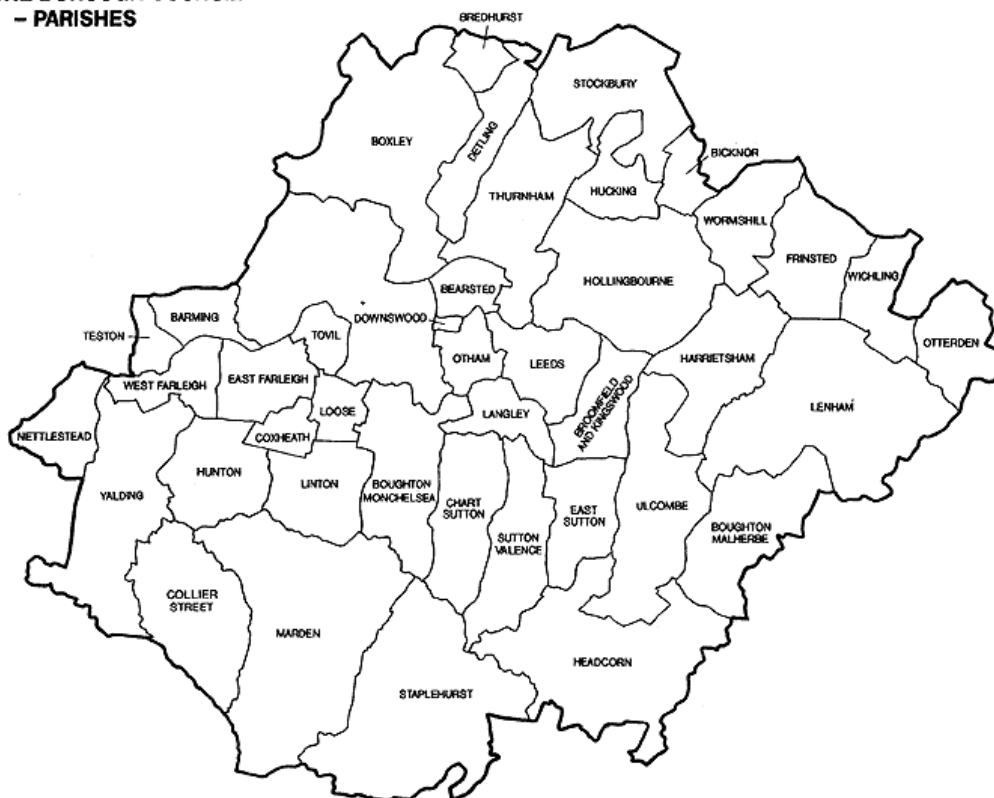 – PARISHES
BREDHURST
STOCKBURY
BOXLEY
DETLING
BICKNOR
HUCKING
THURNHAM
WORMSHILL
FRINSTED
HOLLINGBOURNE
WICHLING
BEARSTED
BARMING
DOWNSWOOD
TESTON
TOVIL
OTTERDEN
OTHAM
LEEDS
HARRIETSHAM
WEST FARLEIGH
EAST FARLEIGH
BROOMFIELD
AND KINGSWOOD
LENHAM
LOOSE
LANGLEY
NETTLESTEAD
COXHEATH
HUNTON
LINTON
BOUGHTON
MONCHELSEA
YALDING
CHART
SUTTON
EAST
SUTTON
ULCOMBE
BOUGHTON
MALHERBE
SUTTON
VALENCE
COLLIER
STREET
MARDEN
HEADCORN
STAPLEHURST